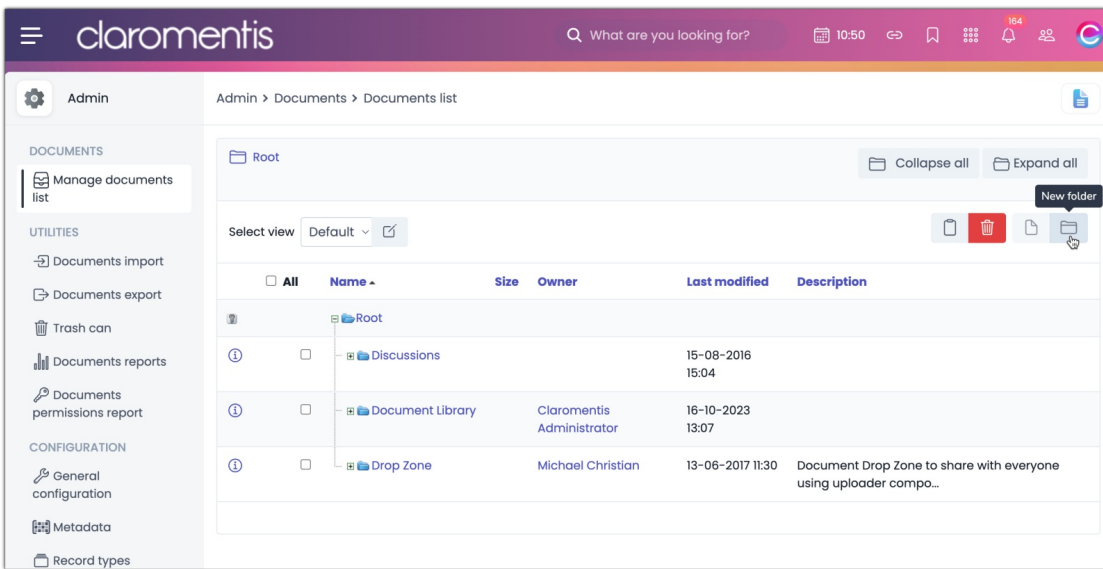 claromentis
What are you looking for?
10:50
164
Admin
Admin > Documents > Documents list
DOCUMENTS
Manage documents
list
UTILITIES
Documents import
Documents export
Trash can
Documents reports
Documents
permissions report
CONFIGURATION
General
configuration
Metadata
Record types
Root
Collapse all
Expand all
New folder
Select view
Default
All
Name
Size
Owner
Last modified
Description
Root
Discussions
15-08-2016
15:04
Document Library
Claromentis
Administrator
16-10-2023
13:07
Drop Zone
Michael Christian
13-06-2017 11:30
Document Drop Zone to share with everyone
using uploader compo...